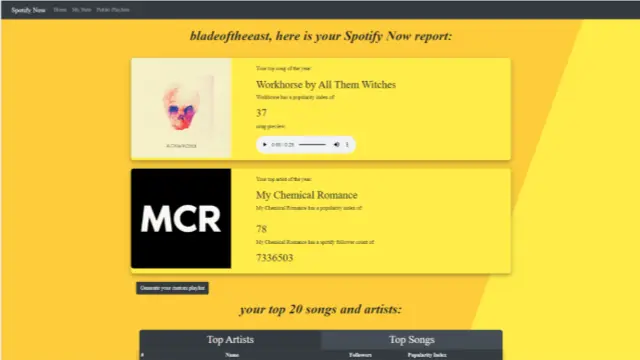 Spotify Now Home My Now Public Playlists
bladeoftheeast, here is your Spotify Now report:
Your top song of the year:
Workhorse by All Them Witches
Workhorse has a popularity index of:
37
song preview:
0:00 / 0:29
Your top artist of the year:
My Chemical Romance
My Chemical Romance has a popularity index of:
MCR
78
My Chemical Romance has a spotify follower count of:
7336503
Generate your custom playlist
your top 20 songs and artists:
Top Artists Top Songs
# Name Followers Popularity Index